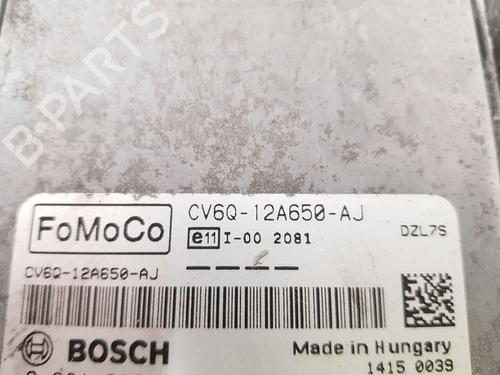 B-PARTS
FoMoCo
CV6Q-12A650-AJ
e11 I-00 2081
DZL7S
CV6Q-12A650-AJ
BOSCH
Made in Hungary
1415 0039